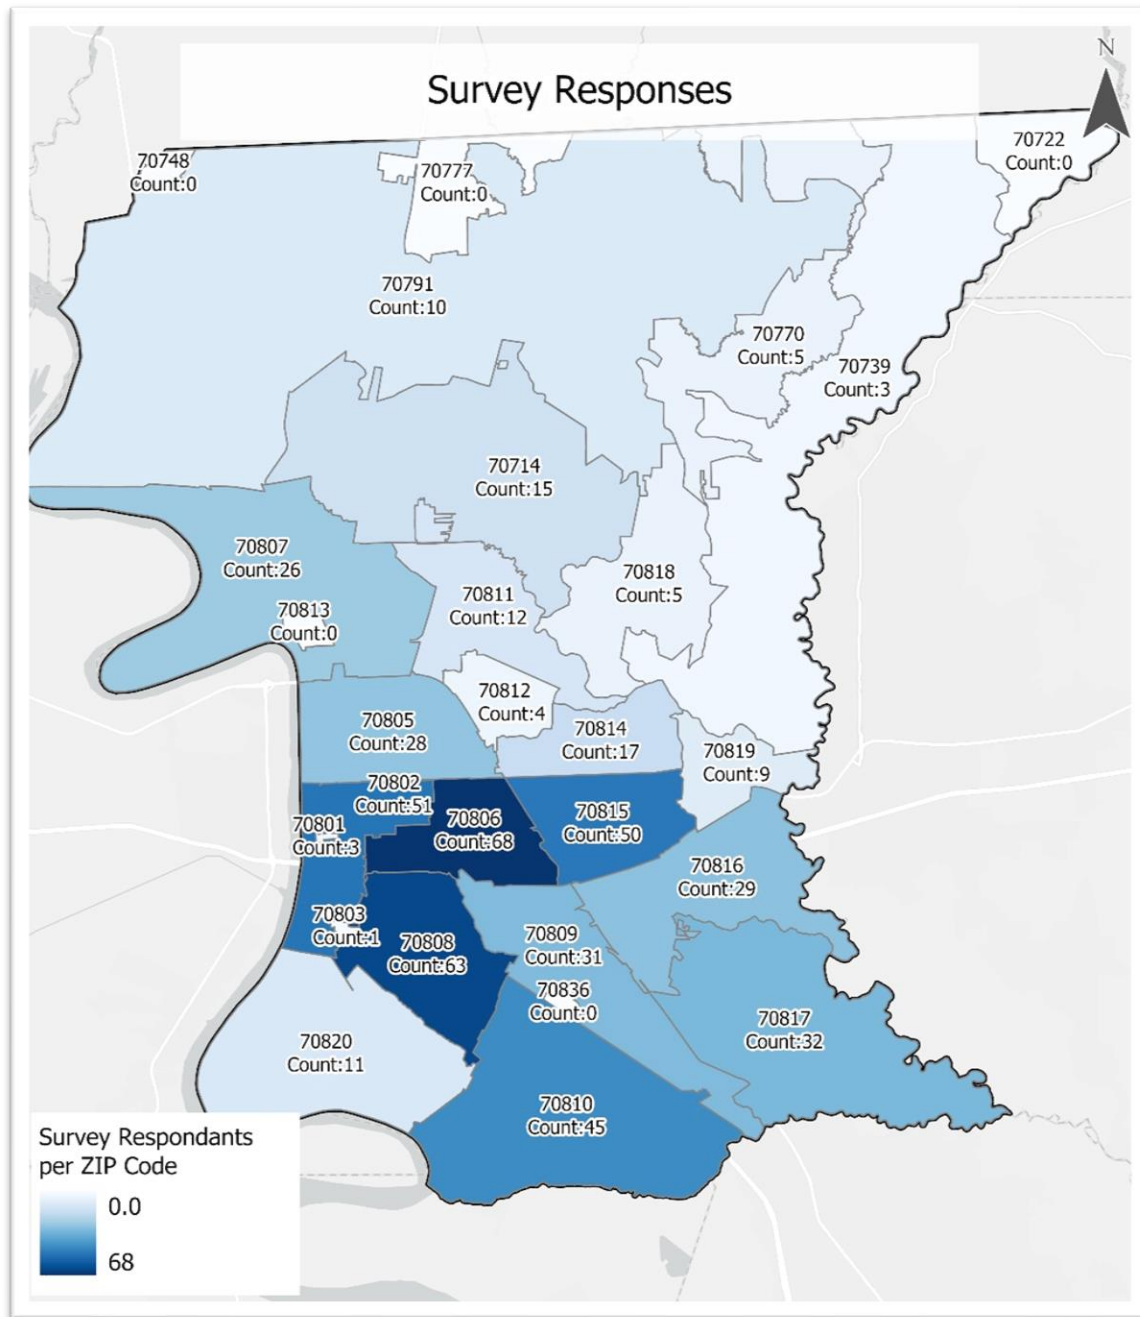 Survey Responses
N
70748
Count:0
70777
Count:0
70722
Count:0
70791
Count:10
70770
Count:5
70739
Count:3
70714
Count:15
70807
Count:26
70818
Count:5
70811
Count:12
70813
Count:0
70812
Count:4
70805
Count:28
70814
Count:17
70819
Count:9
70802
Count:51
70806
Count:68
70815
Count:50
70801
Count:3
70816
Count:29
70803
Count:1
70808
Count:63
70809
Count:31
70836
Count:0
70817
Count:32
70820
Count:11
70810
Count:45
Survey Respondants
per ZIP Code
0.0
68